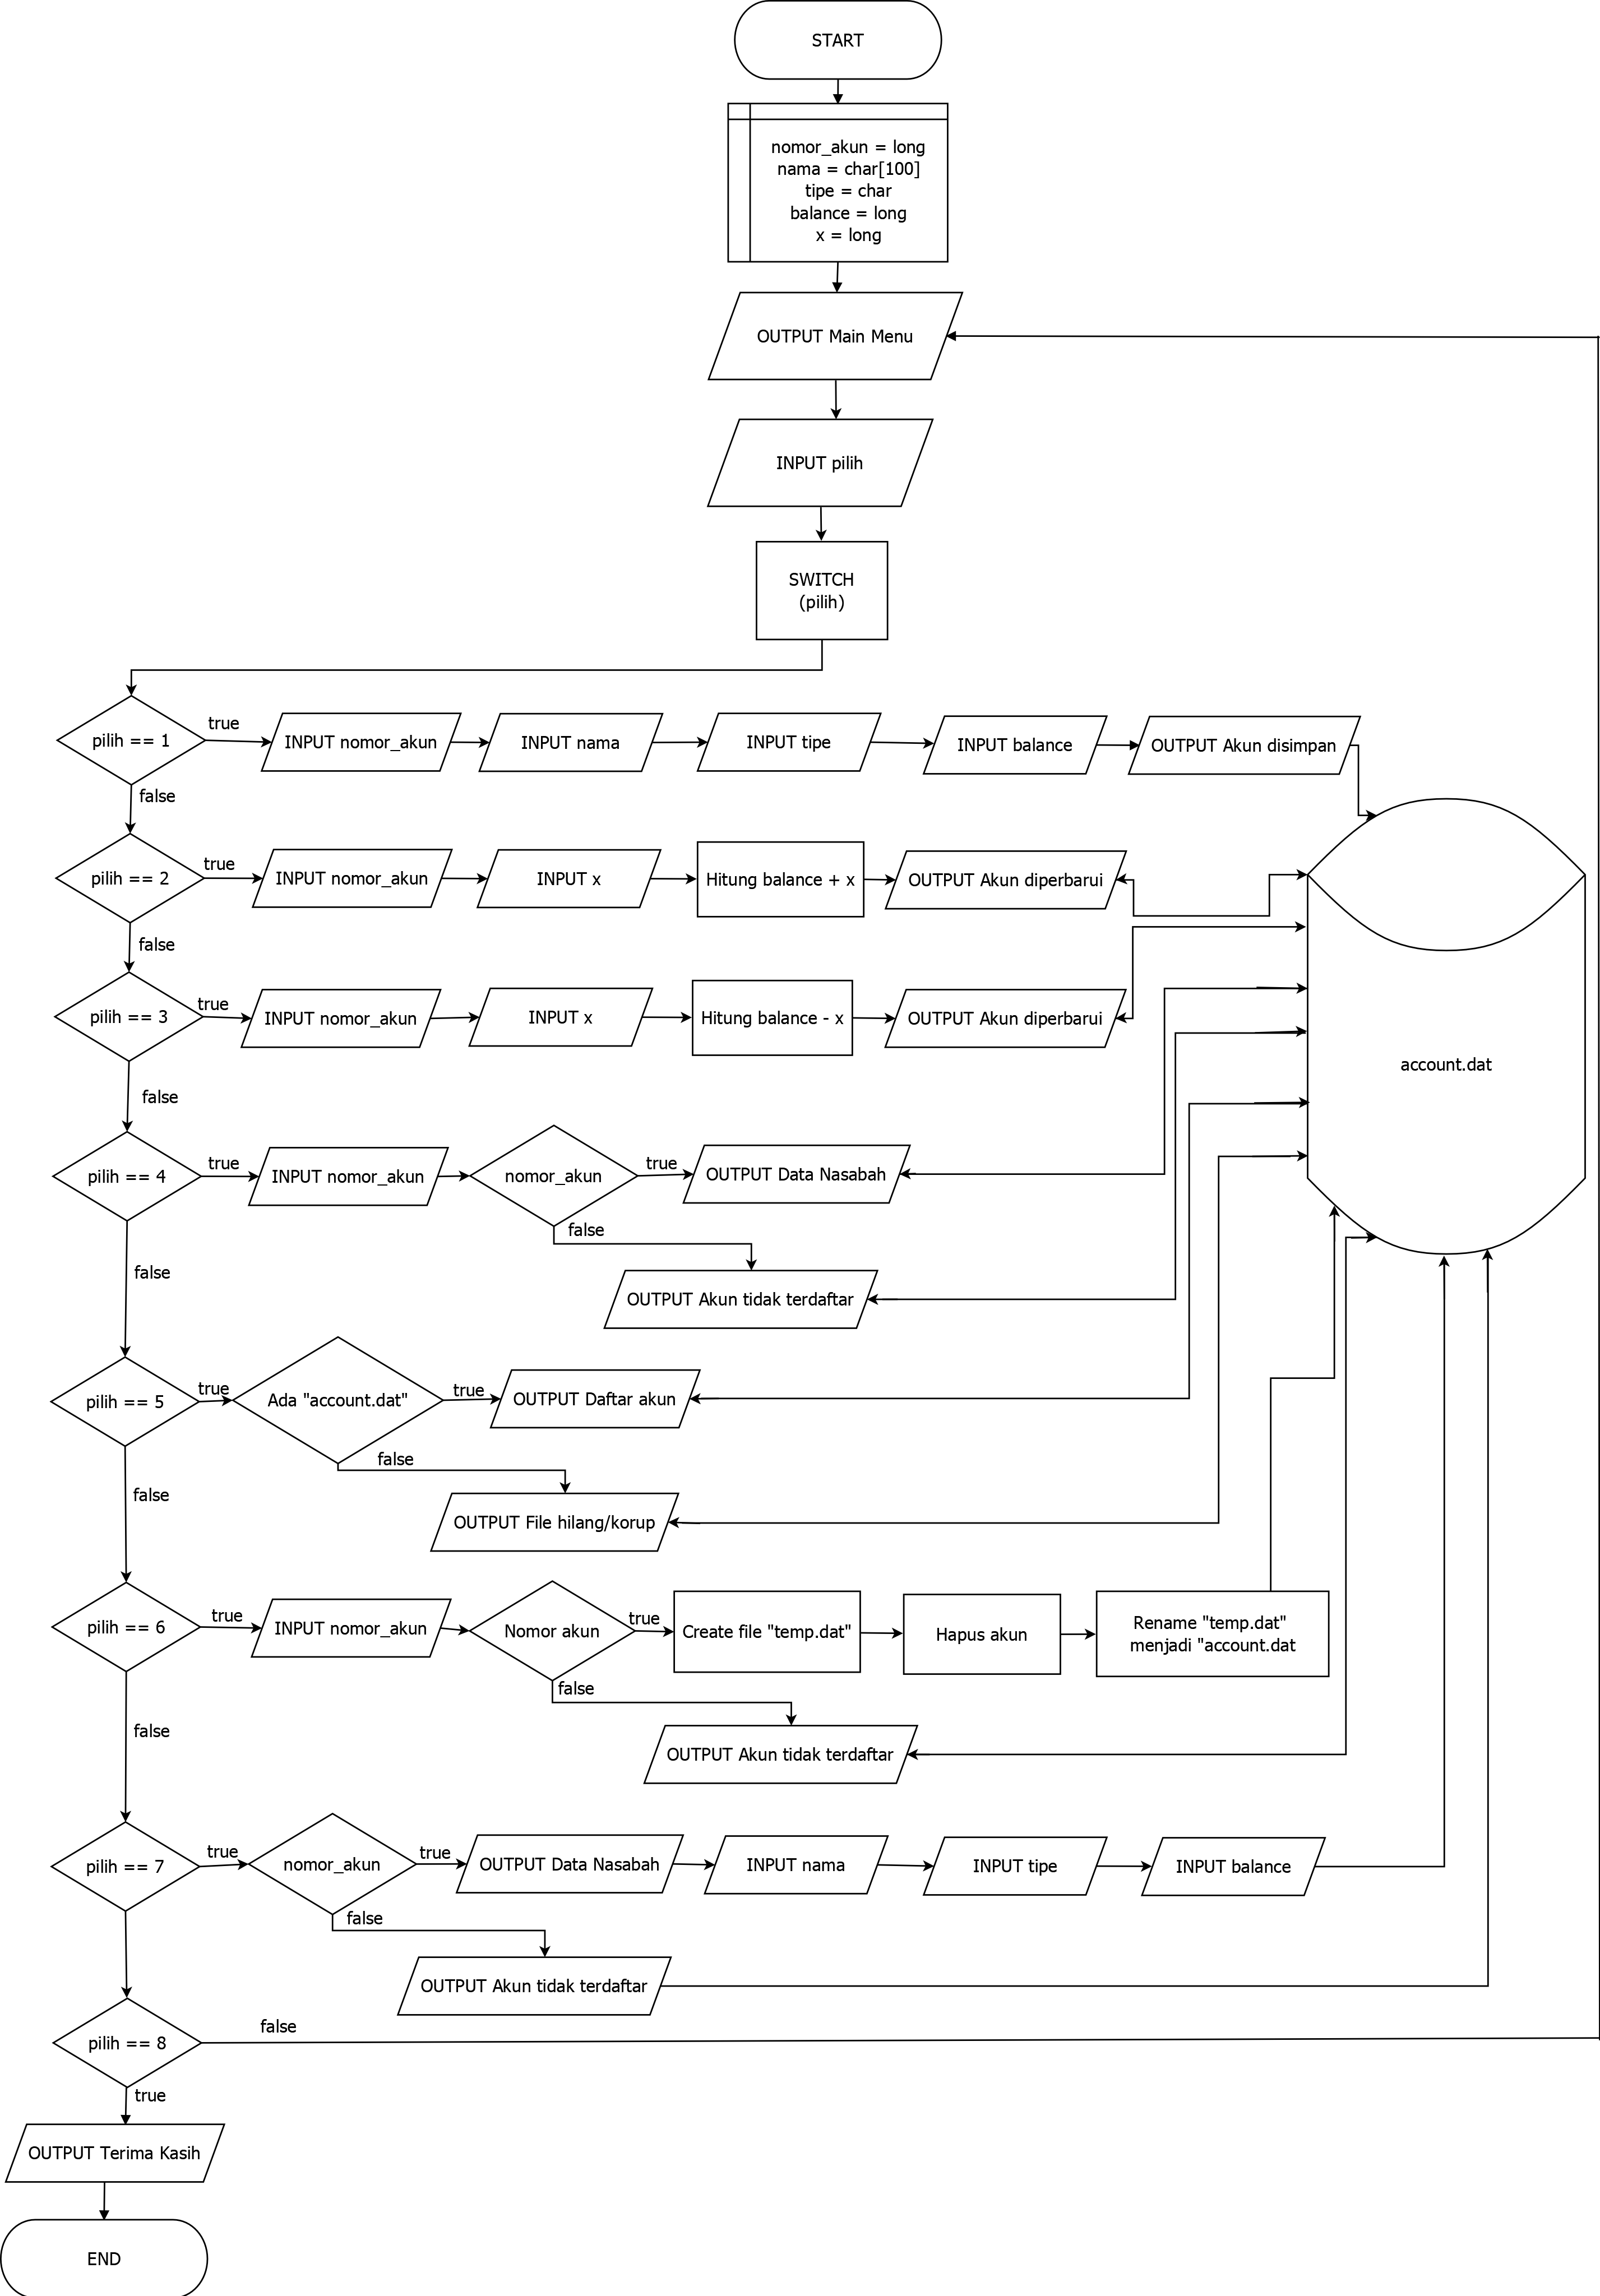 START
nomor_akun = long
nama = char[100]
tipe = char
balance = long
x = long
OUTPUT Main Menu
INPUT pilih
SWITCH
(pilih)
pilih == 1
true
INPUT nomor_akun
INPUT nama
INPUT tipe
INPUT balance
OUTPUT Akun disimpan
false
pilih == 2
true
INPUT nomor_akun
INPUT x
Hitung balance + x
OUTPUT Akun diperbarui
false
pilih == 3
true
INPUT nomor_akun
INPUT x
Hitung balance - x
OUTPUT Akun diperbarui
account.dat
false
pilih == 4
true
INPUT nomor_akun
nomor_akun
true
OUTPUT Data Nasabah
false
OUTPUT Akun tidak terdaftar
false
pilih == 5
true
Ada "account.dat"
true
OUTPUT Daftar akun
false
OUTPUT File hilang/korup
false
pilih == 6
true
INPUT nomor_akun
Nomor akun
true
Create file "temp.dat"
Hapus akun
Rename "temp.dat"
menjadi "account.dat
false
OUTPUT Akun tidak terdaftar
false
pilih == 7
true
nomor_akun
true
OUTPUT Data Nasabah
INPUT nama
INPUT tipe
INPUT balance
false
OUTPUT Akun tidak terdaftar
pilih == 8
false
true
OUTPUT Terima Kasih
END